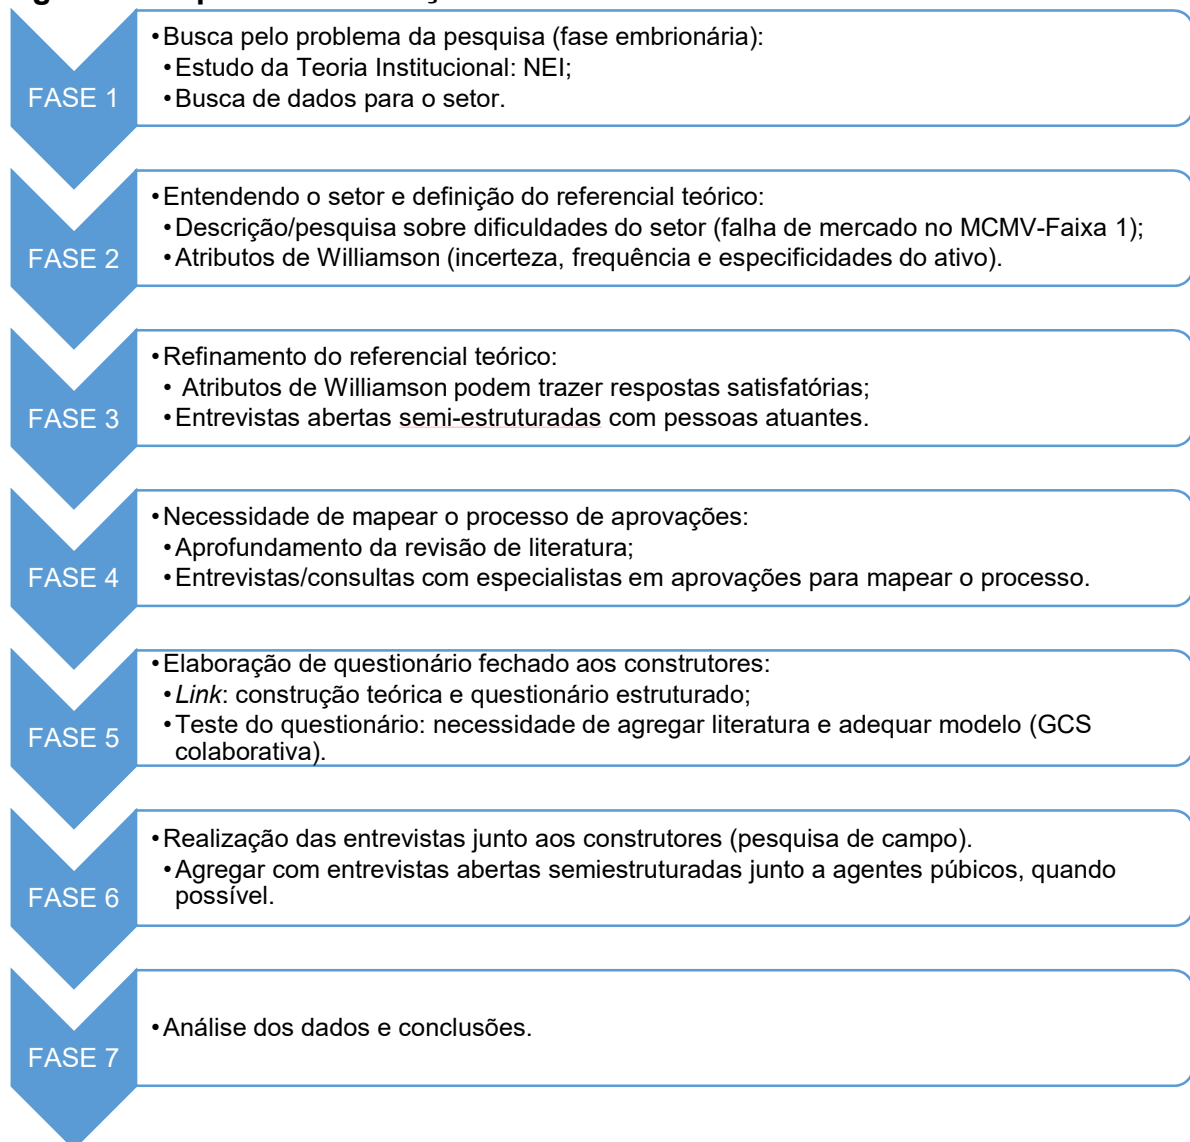 FASE 1
•Busca pelo problema da pesquisa (fase embrionária):
•Estudo da Teoria Institucional: NEI;
•Busca de dados para o setor.
FASE 2
•Entendendo o setor e definição do referencial teórico:
•Descrição/pesquisa sobre dificuldades do setor (falha de mercado no MCMV-Faixa 1);
•Atributos de Williamson (incerteza, frequência e especificidades do ativo).
FASE 3
•Refinamento do referencial teórico:
• Atributos de Williamson podem trazer respostas satisfatórias;
•Entrevistas abertas semi-estruturadas com pessoas atuantes.
FASE 4
•Necessidade de mapear o processo de aprovações:
•Aprofundamento da revisão de literatura;
•Entrevistas/consultas com especialistas em aprovações para mapear o processo.
FASE 5
•Elaboração de questionário fechado aos construtores:
•Link: construção teórica e questionário estruturado;
•Teste do questionário: necessidade de agregar literatura e adequar modelo (GCS
colaborativa).
FASE 6
•Realização das entrevistas junto aos construtores (pesquisa de campo).
•Agregar com entrevistas abertas semiestruturadas junto a agentes púbicos, quando
possível.
FASE 7
•Análise dos dados e conclusões.